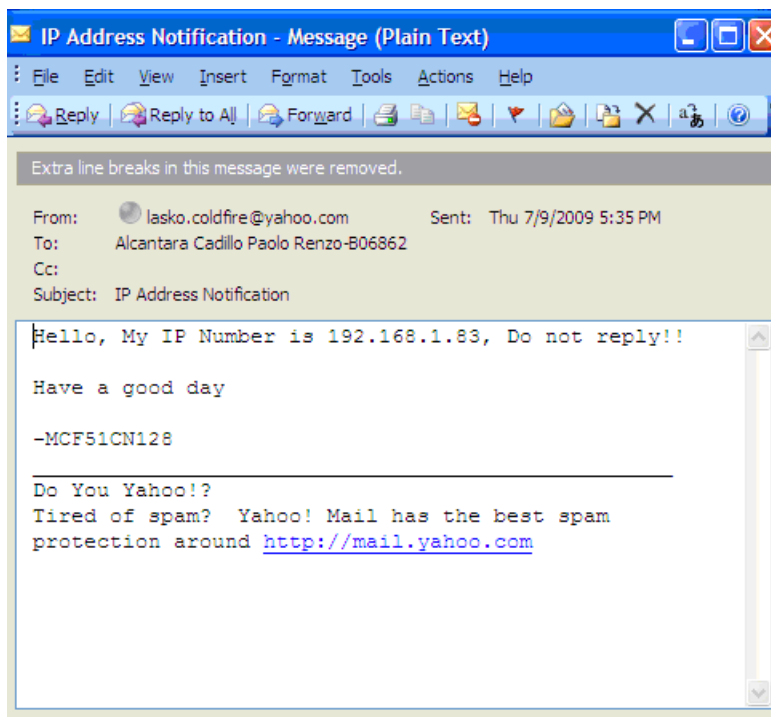 IP Address Notification - Message (Plain Text)
File Edit View Insert Format Tools Actions Help
Reply Reply to All Forward
Extra line breaks in this message were removed.
From: lasko.coldfire@yahoo.com Sent: Thu 7/9/2009 5:35 PM
To: Alcantara Cadillo Paolo Renzo-B06862
Cc:
Subject: IP Address Notification
Hello, My IP Number is 192.168.1.83, Do not reply!!
Have a good day
-MCF51CN128
Do You Yahoo!?
Tired of spam? Yahoo! Mail has the best spam
protection around http://mail.yahoo.com